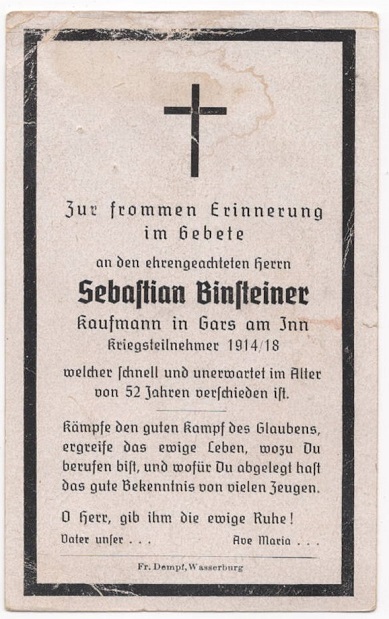 Zur frommen Erinnerung
im Gebete
an den ehrengeachteten Herrn
Sebastian Binsteiner
Kaufmann in Gars am Inn
Kriegsteilnehmer 1914/18
welcher schnell und unerwartet im Alter
von 52 Jahren verschieden ist.
Kämpfe den guten Kampf des Glaubens,
ergreife das ewige Leben, wozu Du
berufen bist, und wofür Du abgelegt hast
das gute Bekenntnis von vielen Zeugen.
O Herr, gib ihm die ewige Ruhe!
Vater unser . . . Ave Maria . . .
Fr. Dempf, Wasserburg